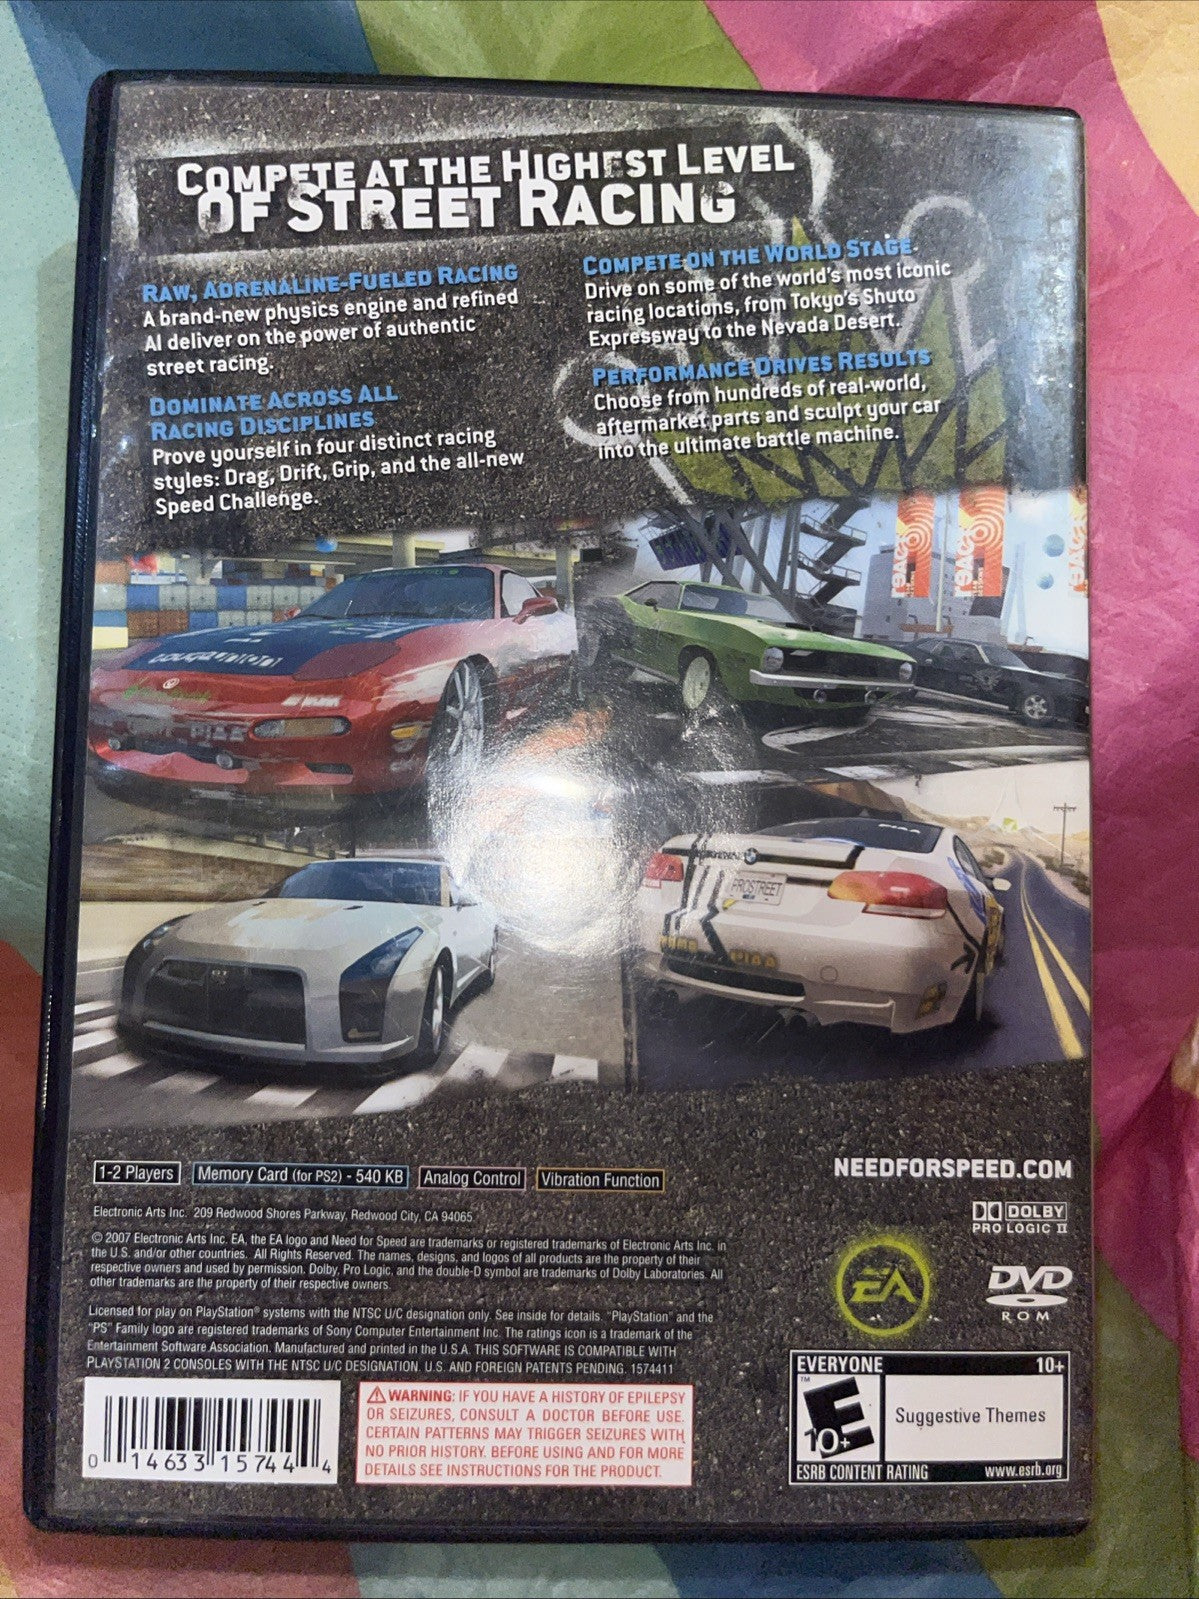 COMPETE AT THE HIGHEST LEVEL
OF STREET RACING
RAW, ADRENALINE-FUELED RACING
A brand-new physics engine and refined
AI deliver on the power of authentic
street racing.
DOMINATE ACROSS ALL
RACING DISCIPLINES
Prove yourself in four distinct racing
styles: Drag, Drift, Grip, and the all-new
Speed Challenge.
COMPETE ON THE WORLD STAGE
Drive on some of the world's most iconic
racing locations, from Tokyo's Shuto
Expressway to the Nevada Desert.
PERFORMANCE DRIVES RESULTS
Choose from hundreds of real-world,
aftermarket parts and sculpt your car
into the ultimate battle machine.
PIAA
PIAA
PROSTREET
PIAA
1-2 Players
Memory Card (for PS2) - 540 KB
Analog Control
Vibration Function
NEEDFORSPEED.COM
Electronic Arts Inc. 209 Redwood Shores Parkway, Redwood City, CA 94065
© 2007 Electronic Arts Inc. EA, the EA logo and Need for Speed are trademarks or registered trademarks of Electronic Arts Inc. in
the U.S. and/or other countries. All Rights Reserved. The names, designs, and logos of all products are the property of their
respective owners and used by permission. Dolby, Pro Logic, and the double-D symbol are trademarks of Dolby Laboratories. All
other trademarks are the property of their respective owners.
Licensed for play on PlayStation® systems with the NTSC U/C designation only. See inside for details. "PlayStation" and the
"PS" Family logo are registered trademarks of Sony Computer Entertainment Inc. The ratings icon is a trademark of the
Entertainment Software Association. Manufactured and printed in the U.S.A. THIS SOFTWARE IS COMPATIBLE WITH
PLAYSTATION 2 CONSOLES WITH THE NTSC U/C DESIGNATION. U.S. AND FOREIGN PATENTS PENDING. 1574411
DOLBY
PRO LOGIC II
EA
DVD
ROM
0 14633 15744 4
WARNING: IF YOU HAVE A HISTORY OF EPILEPSY
OR SEIZURES, CONSULT A DOCTOR BEFORE USE.
CERTAIN PATTERNS MAY TRIGGER SEIZURES WITH
NO PRIOR HISTORY. BEFORE USING AND FOR MORE
DETAILS SEE INSTRUCTIONS FOR THE PRODUCT.
EVERYONE 10+
E
10+
TM
Suggestive Themes
ESRB CONTENT RATING www.esrb.org